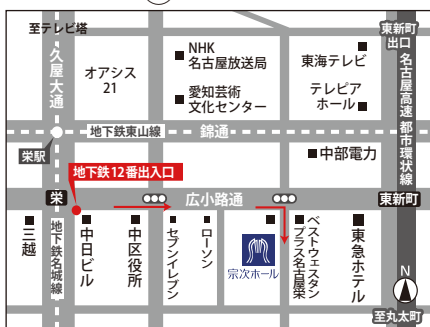 至テレビ塔
東新町
出口
久屋大通
オアシス
21
NHK
名古屋放送局
愛知芸術
文化センター
東海テレビ
テレピア
ホール
名古屋高速 都市環状線
地下鉄東山線
錦通
栄駅
中部電力
地下鉄12番出入口
栄
広小路通
東新町
三越
地下鉄名城線
中日ビル
中区役所
セブンイレブン
ローソン
宗次ホール
ベストウェスタン
プラス名古屋栄
東急ホテル
N
至丸太町